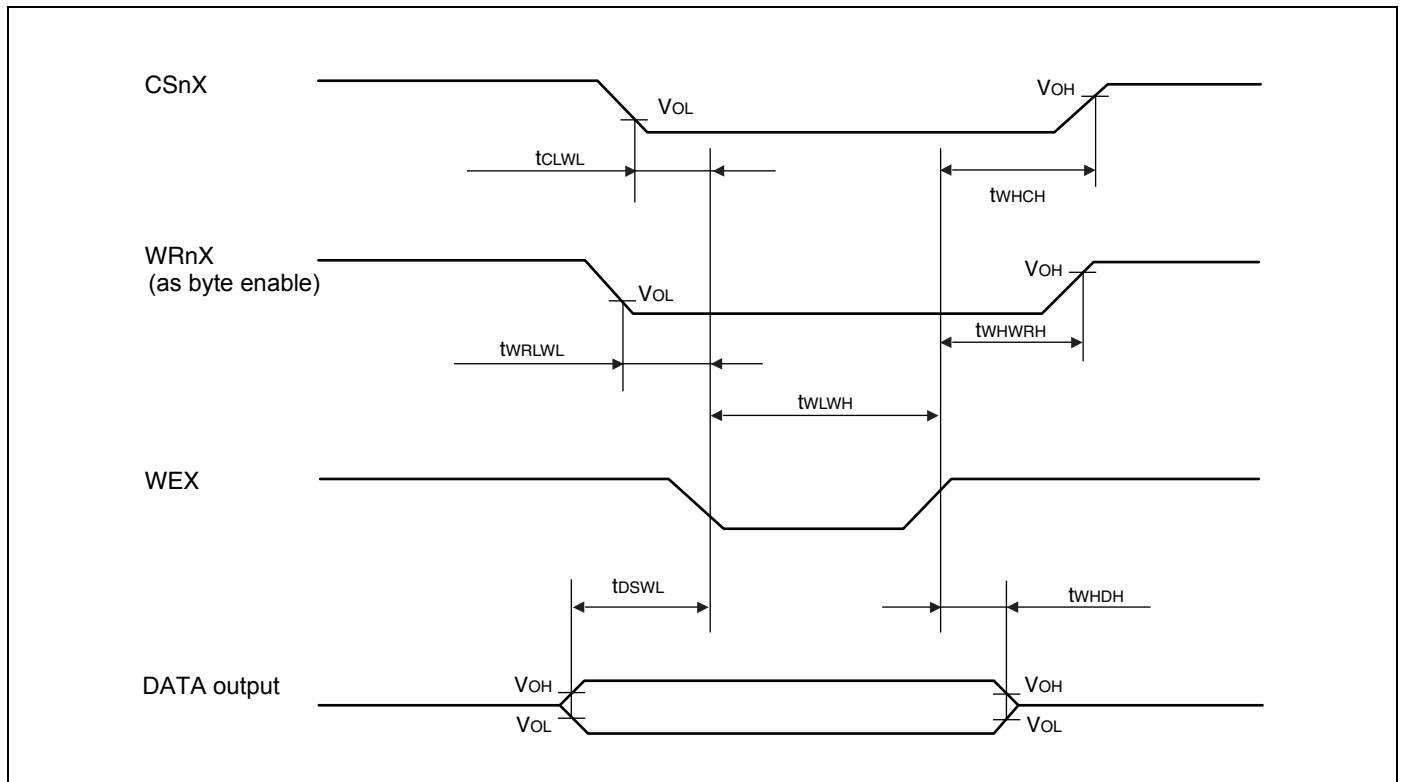 CSnX
VOL
VOH
tCLWL
tWHCH
WRnX
(as byte enable)
VOL
VOH
tWRLWL
tWHWRH
tWLWH
WEX
tDSWL
tWHDH
DATA output
VOH
VOL
VOH
VOL